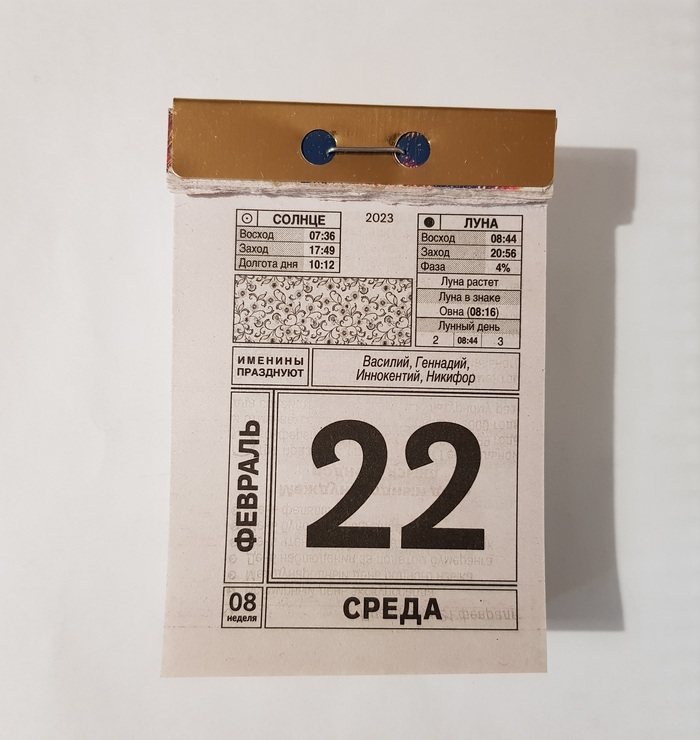 СОЛНЦЕ
Восход 07:36
Заход 17:49
Долгота дня 10:12
2023
ЛУНА
Восход 08:44
Заход 20:56
Фаза 4%
Луна растет
Луна в знаке
Овна (08:16)
Лунный день
2 08:44 3
ИМЕНИНЫ
ПРАЗДНУЮТ
Василий, Геннадий,
Иннокентий, Никифор
ФЕВРАЛЬ
22
08
неделя
СРЕДА